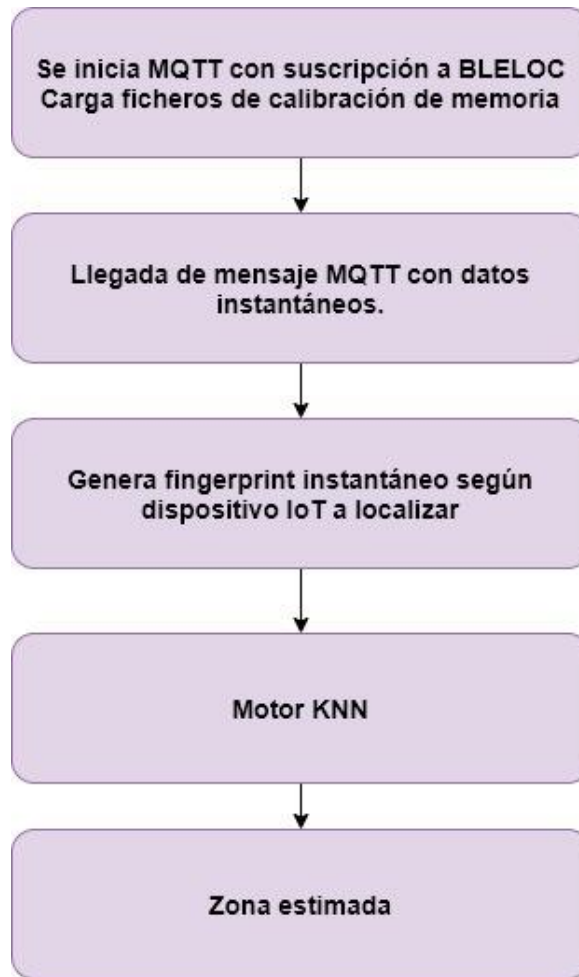 Se inicia MQTT con suscripción a BLELOC
Carga ficheros de calibración de memoria
Llegada de mensaje MQTT con datos
instantáneos.
Genera fingerprint instantáneo según
dispositivo IoT a localizar
Motor KNN
Zona estimada